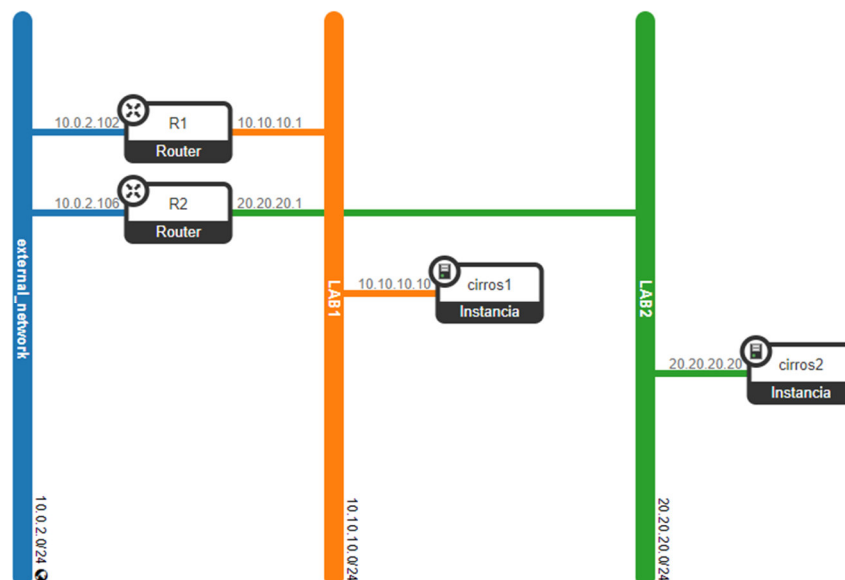 10.0.2.102
R1
10.10.10.1
Router
10.0.2.106
R2
20.20.20.1
Router
external_network
LAB1
LAB2
10.10.10.10
cirros1
Instancia
20.20.20.20
cirros2
Instancia
10.0.2.0/24
10.10.10.0/24
20.20.20.0/24